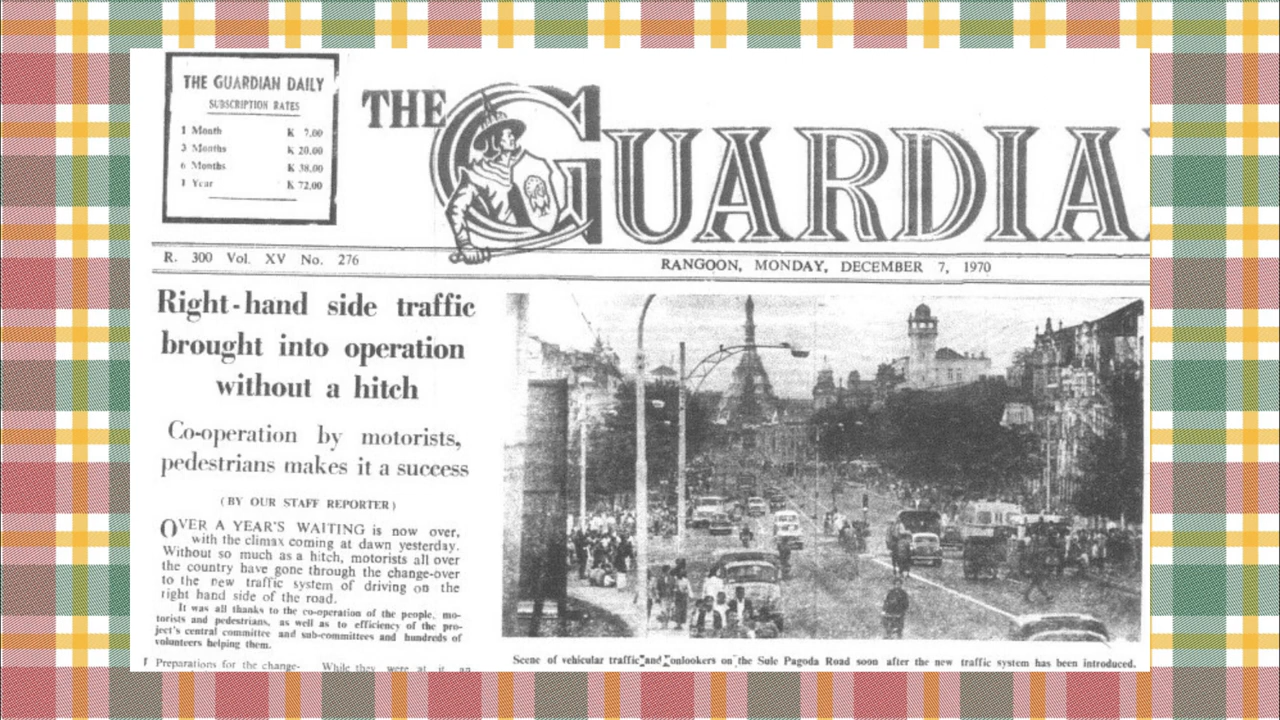 THE GUARDIAN DAILY
SUBSCRIPTION RATES
1 Month K 7.00
3 Months K 20.00
6 Months K 38.00
1 Year K 72.00
THE GUARDIA
R. 300 Vol. XV No. 276
RANGOON, MONDAY, DECEMBER 7, 1970
Right-hand side traffic
brought into operation
without a hitch
Co-operation by motorists,
pedestrians makes it a success
(BY OUR STAFF REPORTER)
OVER A YEAR'S WAITING is now over,
with the climax coming at dawn yesterday.
Without so much as a hitch, motorists all over
the country have gone through the change-over
to the new traffic system of driving on the
right hand side of the road.
It was all thanks to the co-operation of the people, mo-
torists and pedestrians, as well as to efficiency of the pro-
ject's central committee and sub-committees and hundreds of
volunteers helping them.
Preparations for the change-
While they were at it, an
Scene of vehicular traffic and onlookers on the Sule Pagoda Road soon after the new traffic system has been introduced.